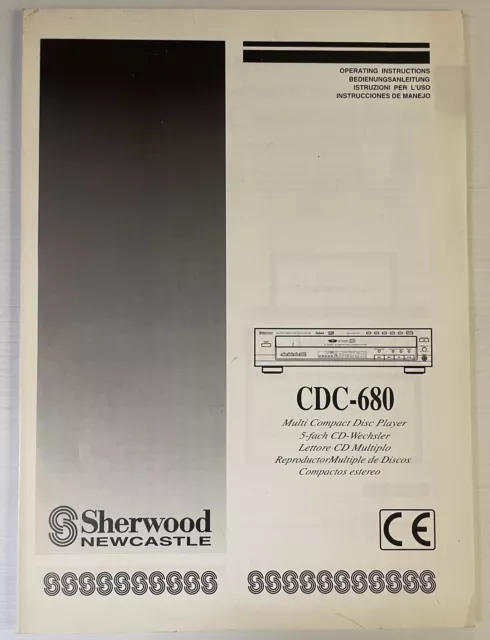 OPERATING INSTRUCTIONS
BEDIENUNGSANLEITUNG
ISTRUZIONI PER L'USO
INSTRUCCIONES DE MANEJO
CDC-680
Multi Compact Disc Player
5-fach CD-Wechsler
Lettore CD Multiplo
ReproductorMultiple de Discos
Compactos estereo
Sherwood
NEWCASTLE
CE